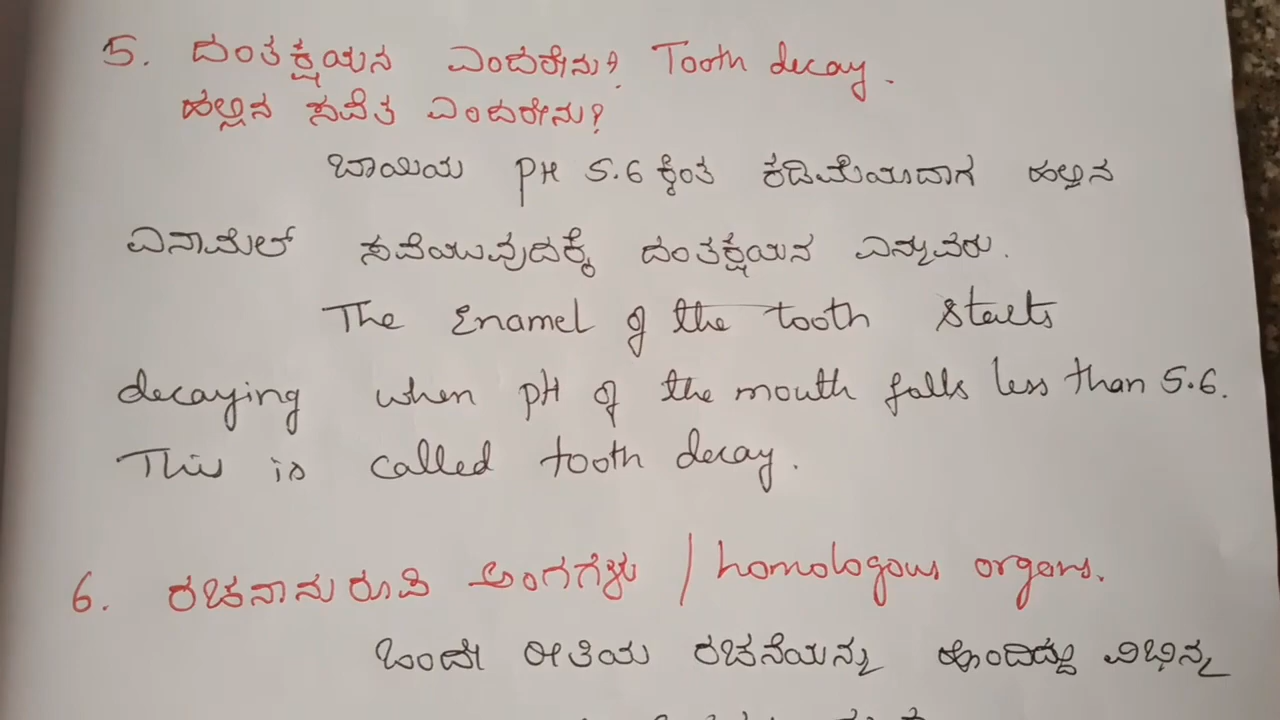 5. ದಂತಕ್ಷಯನ ಎಂದರೇನು? Tooth decay.
ಹಲ್ಲಿನ ಸವೆತ ಎಂದರೇನು?
ಬಾಯಿಯ PH 5.6 ಕ್ಕಿಂತ ಕಡಿಮೆಯಾದಾಗ ಹಲ್ಲಿನ
ಎನಾಮೆಲ್ ಸವೆಯುವುದಕ್ಕೆ ದಂತಕ್ಷಯನ ಎನ್ನುವರು.
The Enamel of the tooth starts
decaying when pH of the mouth falls less than 5.6.
This is called tooth decay.
6. ರಚನಾನುರೂಪಿ ಅಂಗಗಳು / homologous organs.
ಒಂದೇ ರೀತಿಯ ರಚನೆಯನ್ನು ಹೊಂದಿದ್ದು ವಿಭಿನ್ನ